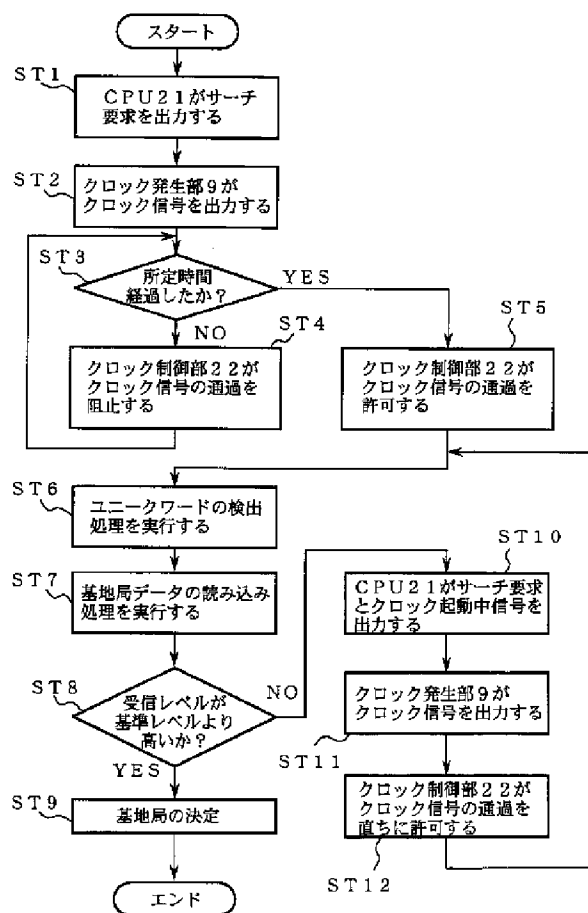 スタート
ST1
CPU21がサーチ
要求を出力する
ST2
クロック発生部9が
クロック信号を出力する
ST3
所定時間
経過したか？
YES
NO
ST4
クロック制御部22が
クロック信号の通過を
阻止する
ST5
クロック制御部22が
クロック信号の通過を
許可する
ST6
ユニークワードの検出
処理を実行する
ST7
基地局データの読み込み
処理を実行する
ST8
受信レベルが
基準レベルより
高いか？
NO
YES
ST9
基地局の決定
エンド
ST10
CPU21がサーチ要求
とクロック起動中信号を
出力する
クロック発生部9が
クロック信号を出力する
ST11
クロック制御部22が
クロック信号の通過を
直ちに許可する
ST12